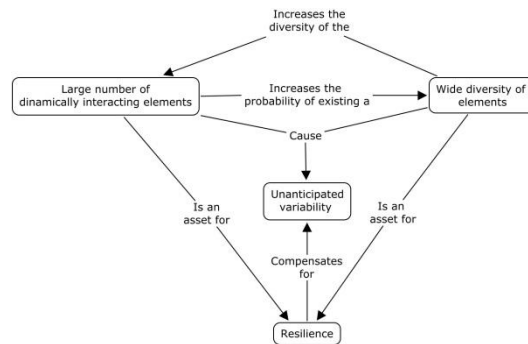 Increases the
diversity of the
Large number of
dinamically interacting elements
Increases the
probability of existing a
Wide diversity of
elements
Cause
Unanticipated
variability
Is an
asset for
Is an
asset for
Compensates
for
Resilience